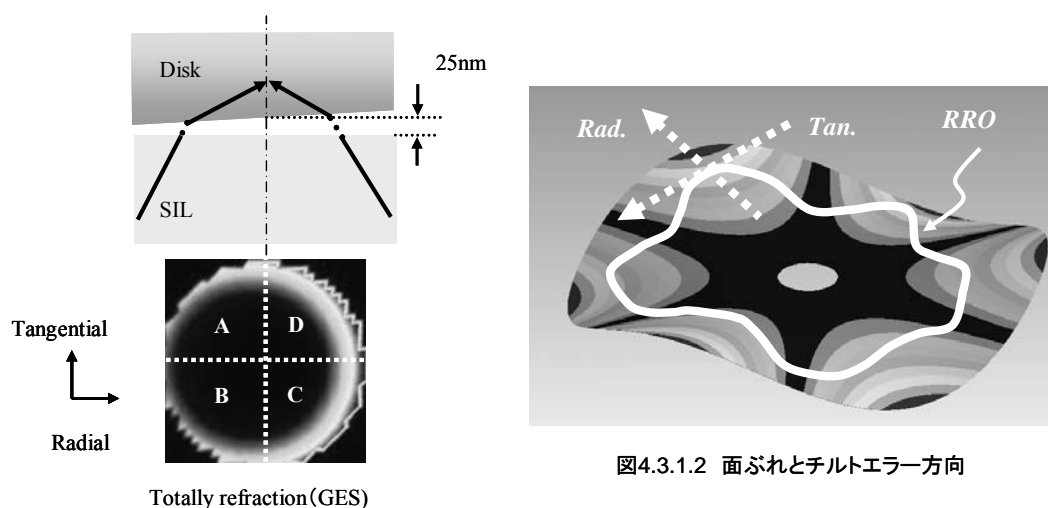 Disk
25nm
SIL
A
D
B
C
Tangential
Radial
Totally refraction(GES)
Rad.
Tan.
RRO
図4.3.1.2 面ぶれとチルトエラー方向